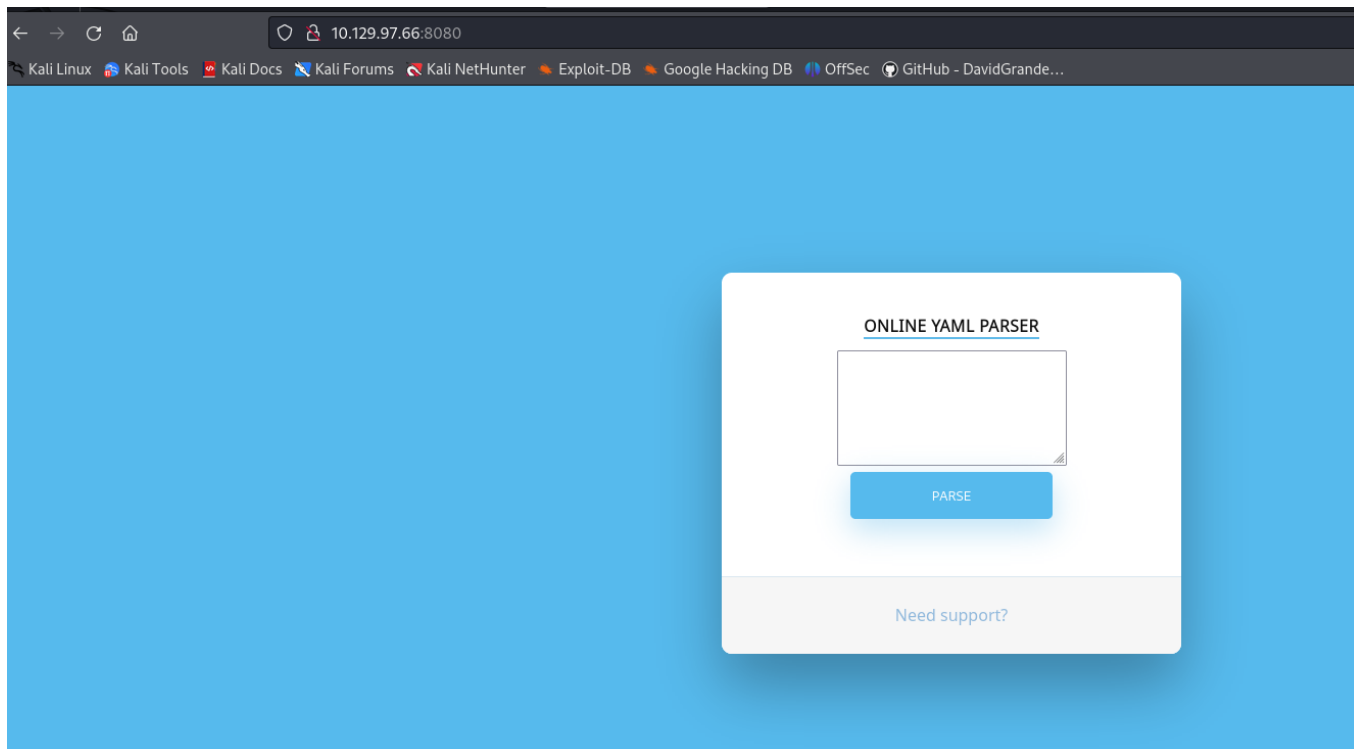 10.129.97.66:8080
Kali Linux Kali Tools Kali Docs Kali Forums Kali NetHunter Exploit-DB Google Hacking DB OffSec GitHub - DavidGrande…
ONLINE YAML PARSER
PARSE
Need support?